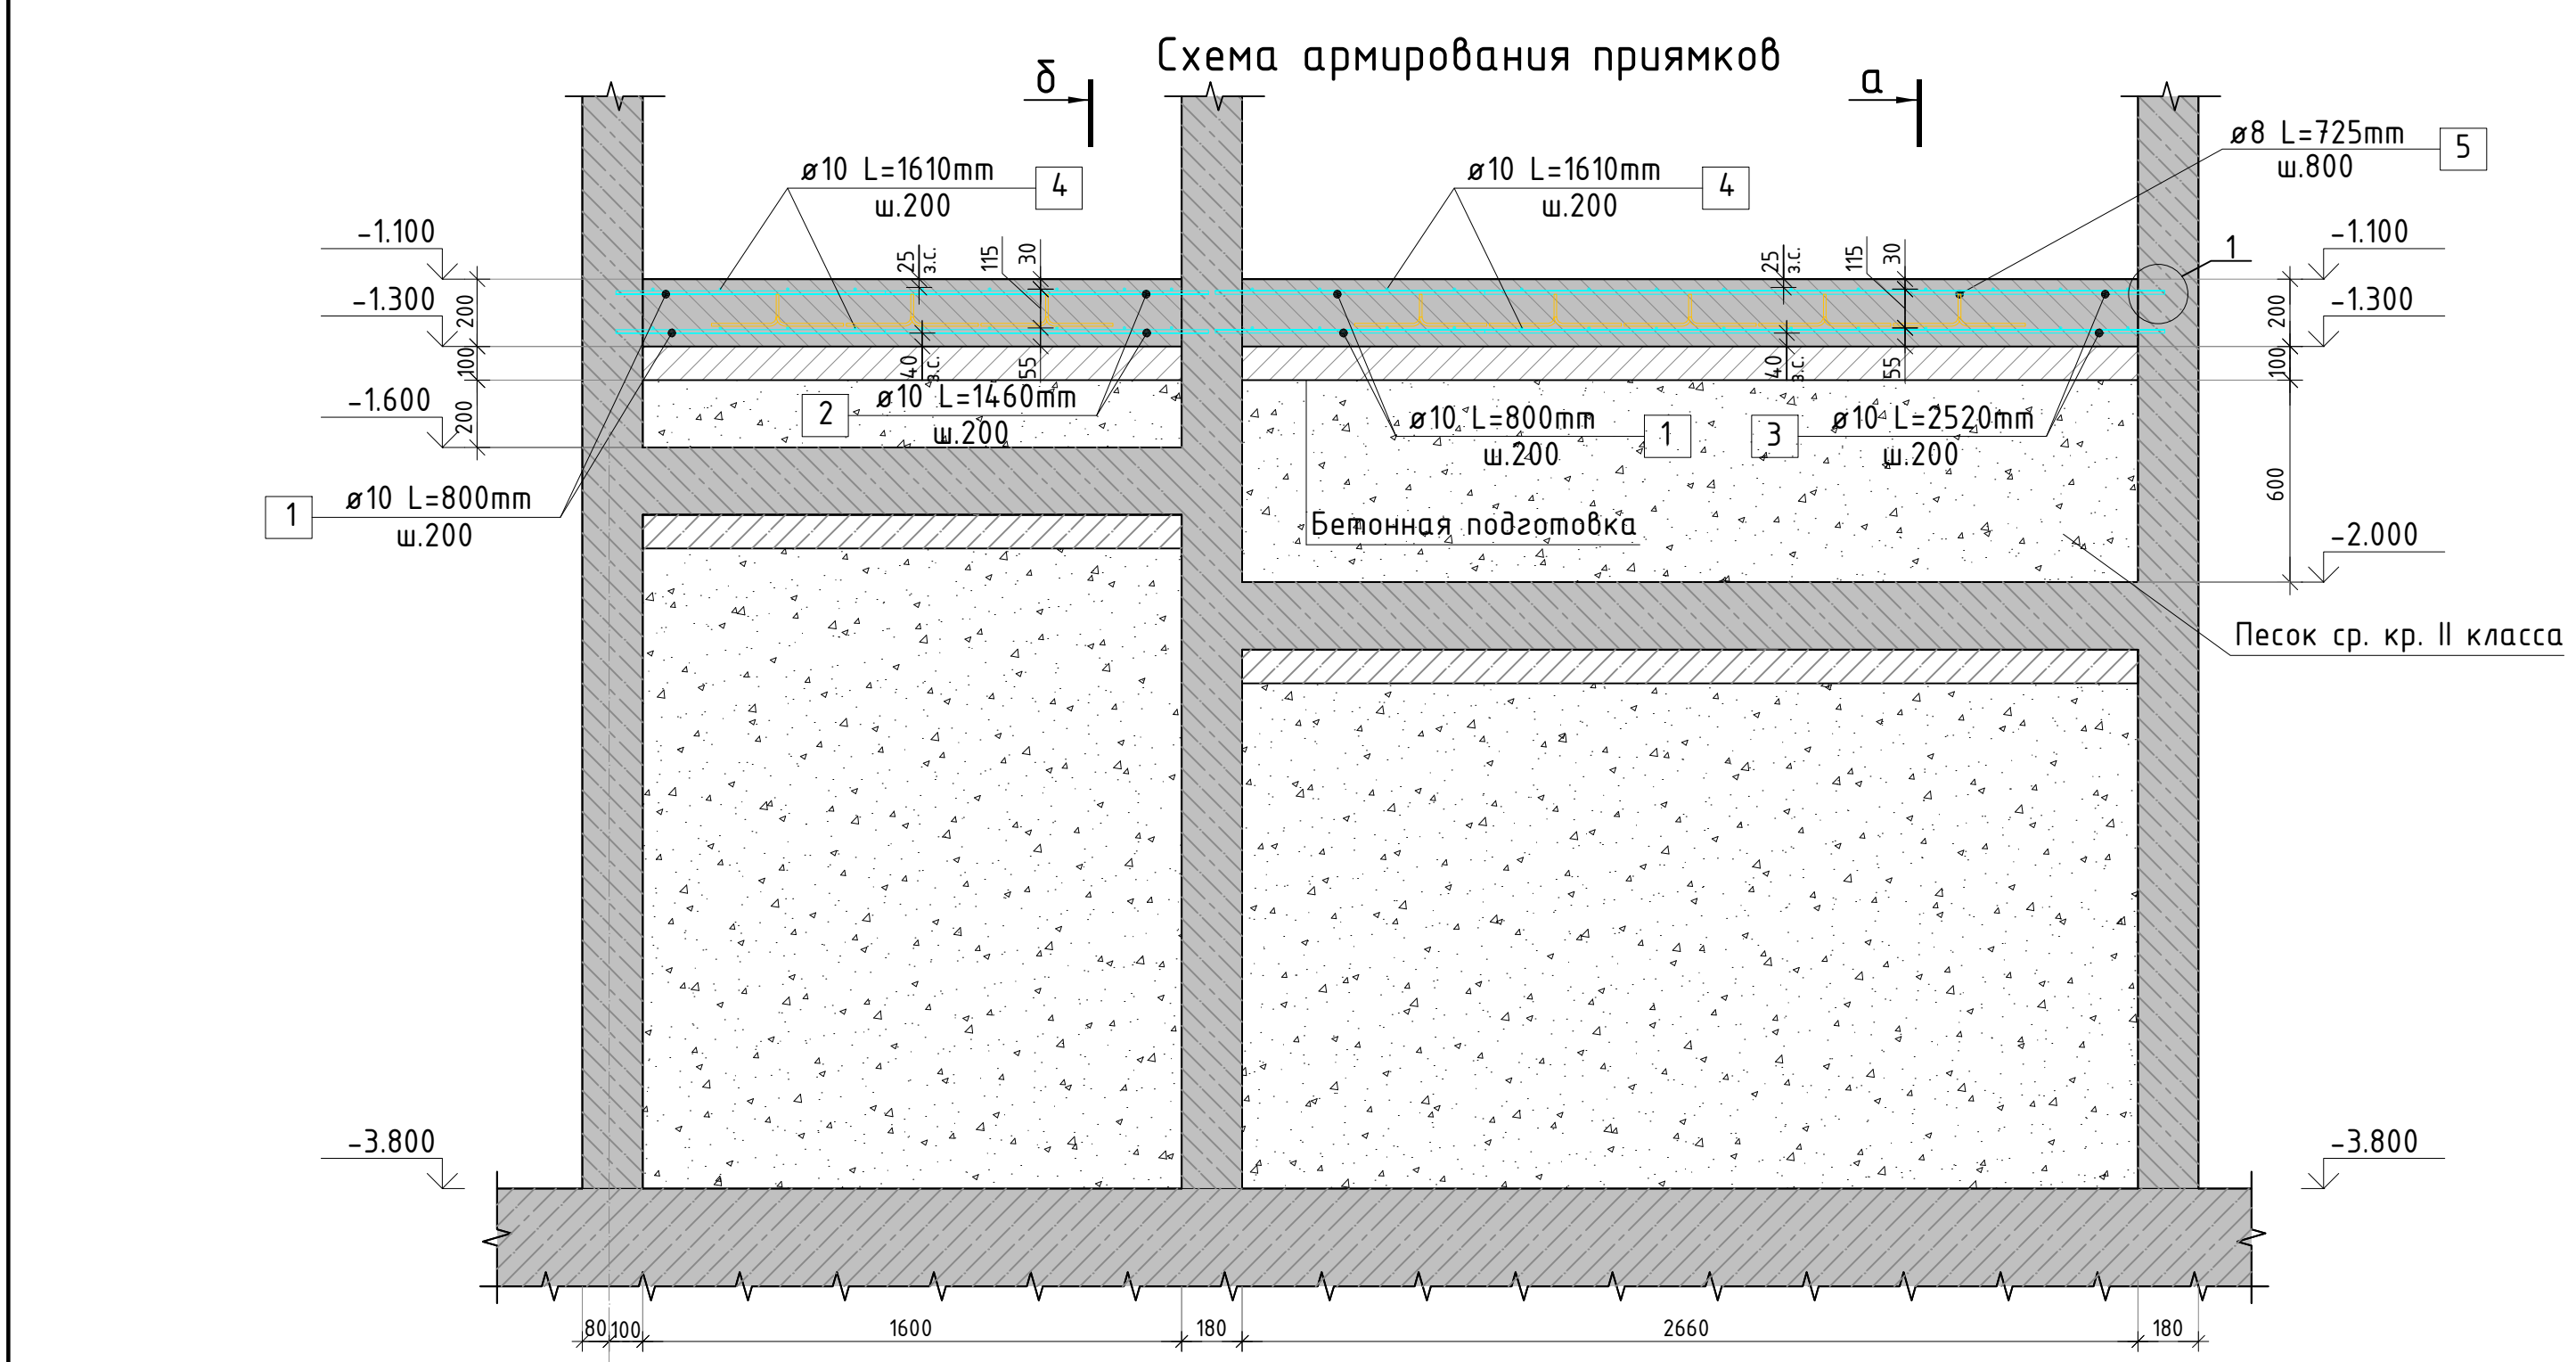 Схема армирования приямков
б
а
ø10 L=1610mm
ш.200
4
ø10 L=1610mm
ш.200
4
ø8 L=725mm
ш.800
5
-1.100
-1.300
-1.600
200
100
200
25
з.с.
115
30
40
з.с.
55
25
з.с.
115
30
40
з.с.
55
1
-1.100
-1.300
200
100
600
-2.000
2
ø10 L=1460mm
ш.200
ø10 L=800mm
ш.200
1
3
ø10 L=2520mm
ш.200
1
ø10 L=800mm
ш.200
Бетонная подготовка
Песок ср. кр. II класса
-3.800
-3.800
80
100
1600
180
2660
180